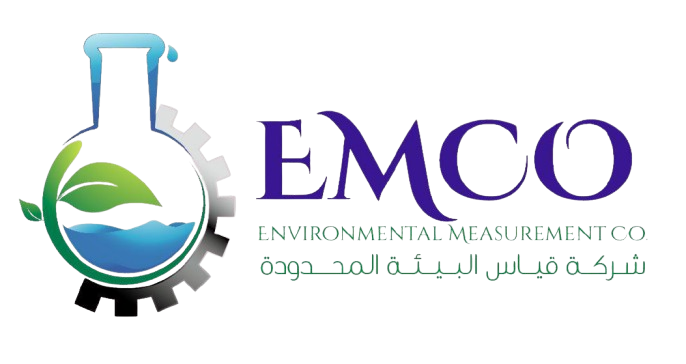 EMCO
ENVIRONMENTAL MEASUREMENT CO.
شركة قياس البيئة المحدودة